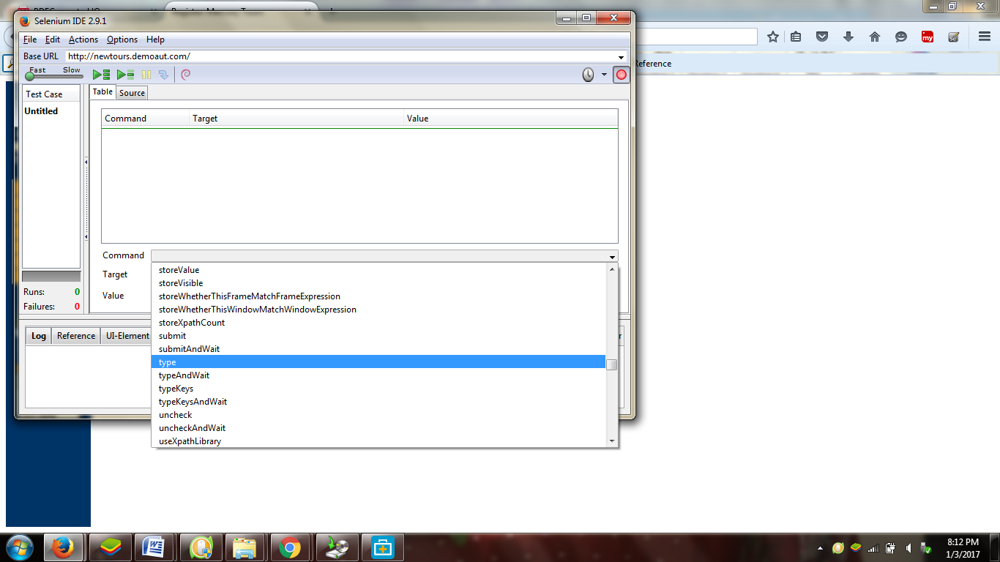 Selenium IDE 2.9.1
File Edit Actions Options Help
Base URL http://newtours.demoaut.com/
Reference
Fast Slow
Test Case
Table Source
Untitled
Command Target Value
Command
storeValue
Target
storeVisible
Value
storeWhetherThisFrameMatchFrameExpression
Runs: 0
storeWhetherThisWindowMatchWindowExpression
Failures: 0
storeXpathCount
Log Reference UI-Element
submit
submitAndWait
type
typeAndWait
typeKeys
typeKeysAndWait
uncheck
uncheckAndWait
useXpathLibrary
my
Se
8:12 PM
1/3/2017